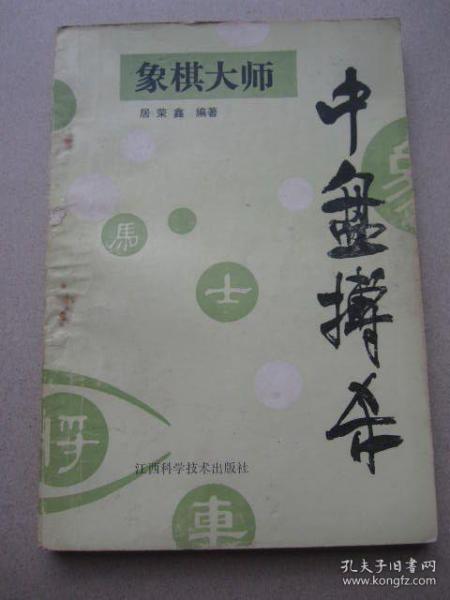 象棋大师
居荣鑫 编著
中盘搏杀
馬
士
車
江西科学技术出版社
孔夫子旧书网
www.kongfz.com